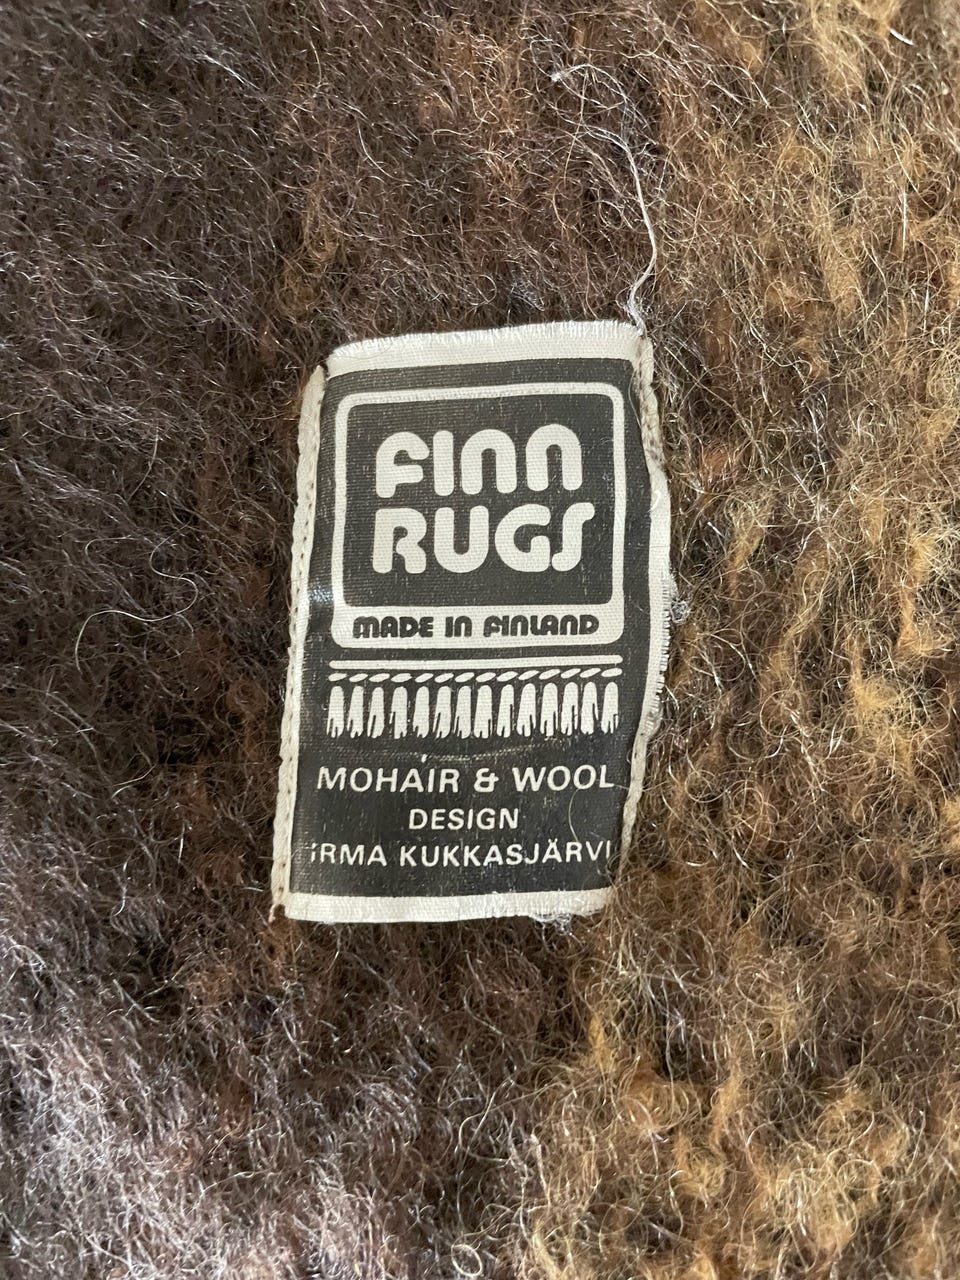 FINN
RUGS
MADE IN FINLAND
MOHAIR & WOOL
DESIGN
IRMA KUKKASJÄRVI